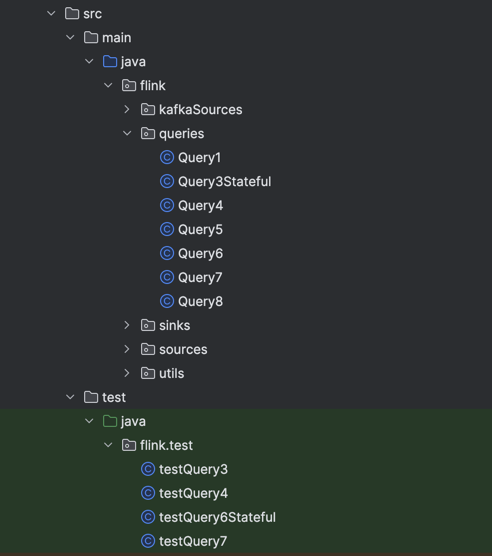 src
main
java
flink
kafkaSources
queries
Query1
Query3Stateful
Query4
Query5
Query6
Query7
Query8
sinks
sources
utils
test
java
flink.test
testQuery3
testQuery4
testQuery6Stateful
testQuery7